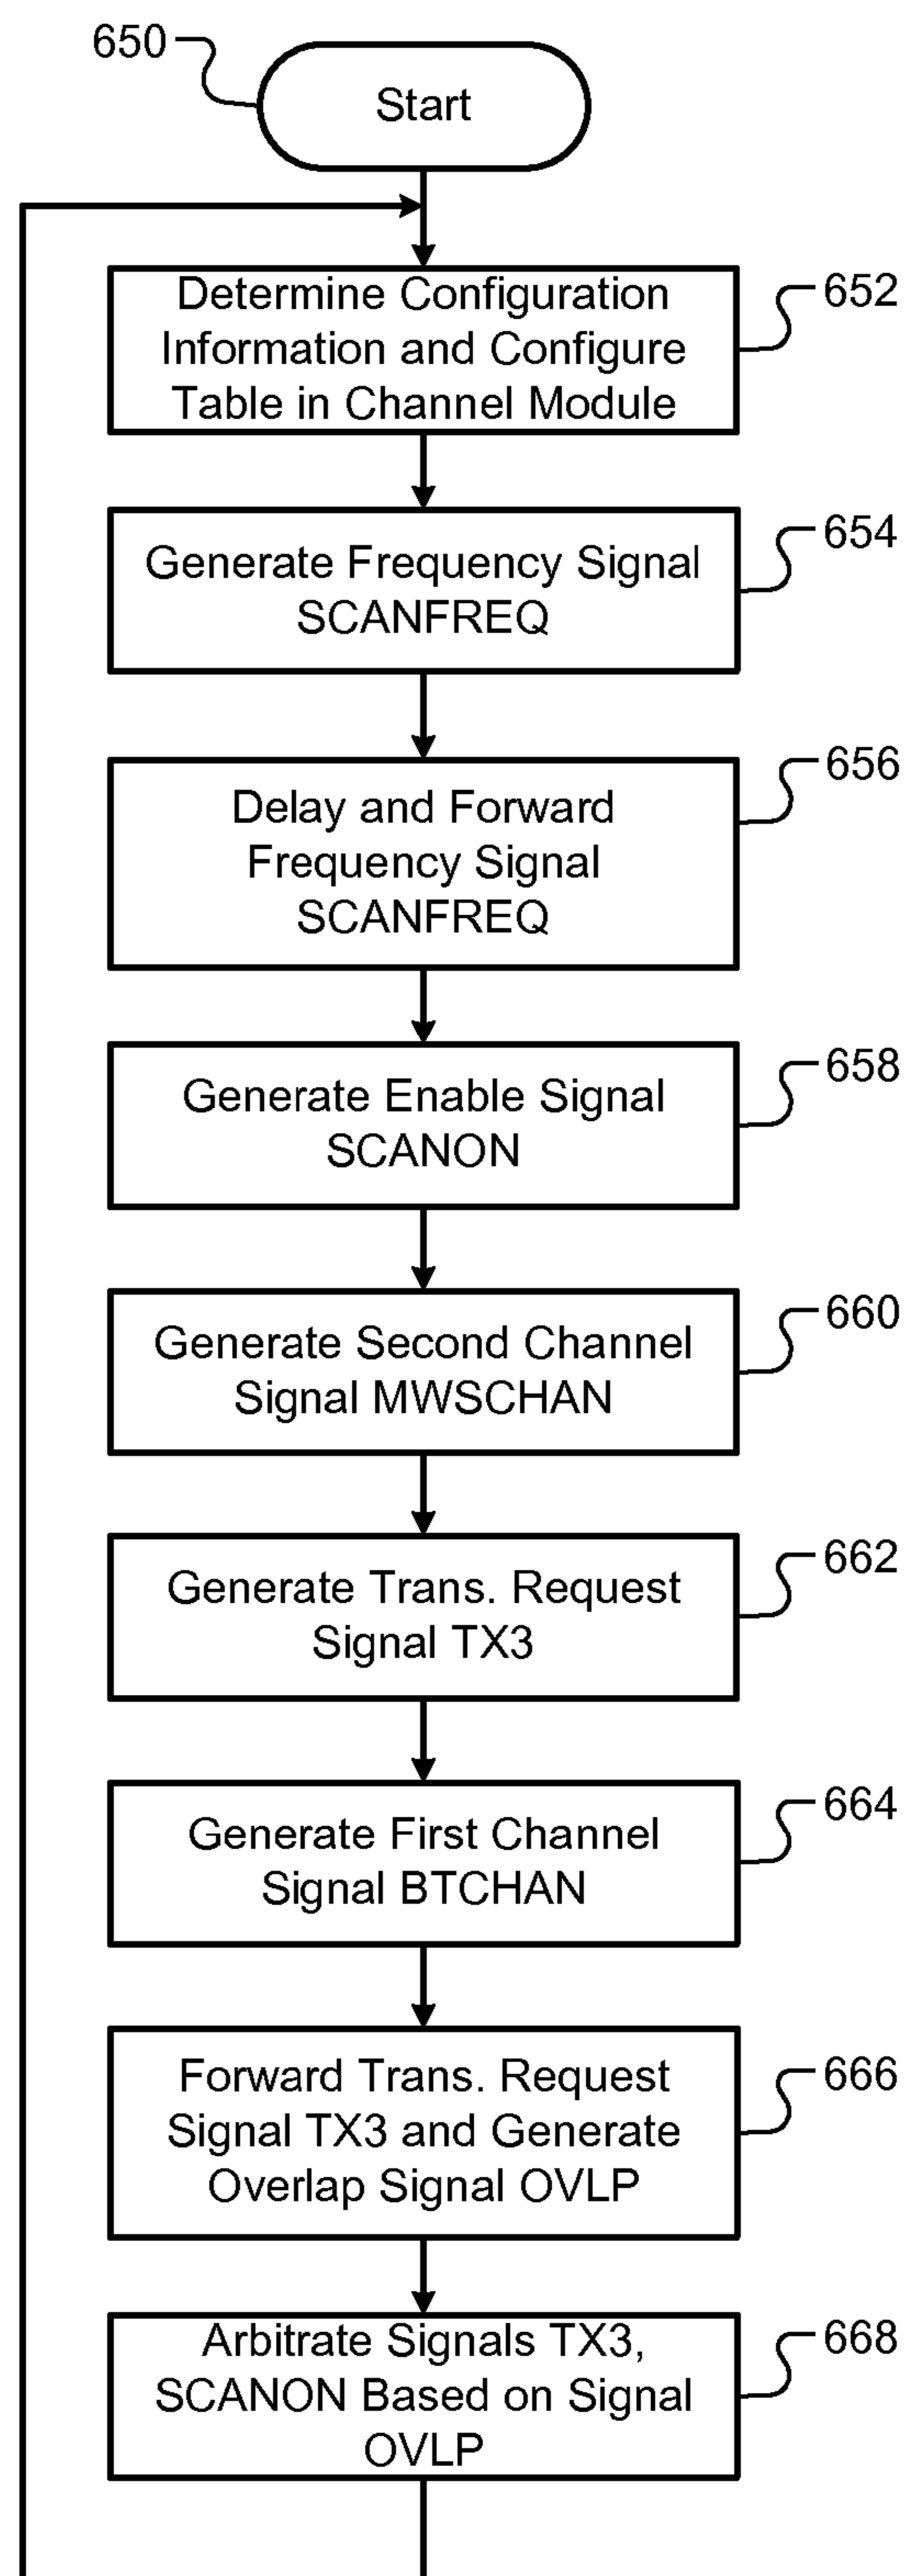 650
Start
Determine Configuration
Information and Configure
Table in Channel Module
652
Generate Frequency Signal
SCANFREQ
654
Delay and Forward
Frequency Signal
SCANFREQ
656
Generate Enable Signal
SCANON
658
Generate Second Channel
Signal MWSCHAN
660
Generate Trans. Request
Signal TX3
662
Generate First Channel
Signal BTCHAN
664
Forward Trans. Request
Signal TX3 and Generate
Overlap Signal OVLP
666
Arbitrate Signals TX3,
SCANON Based on Signal
OVLP
668